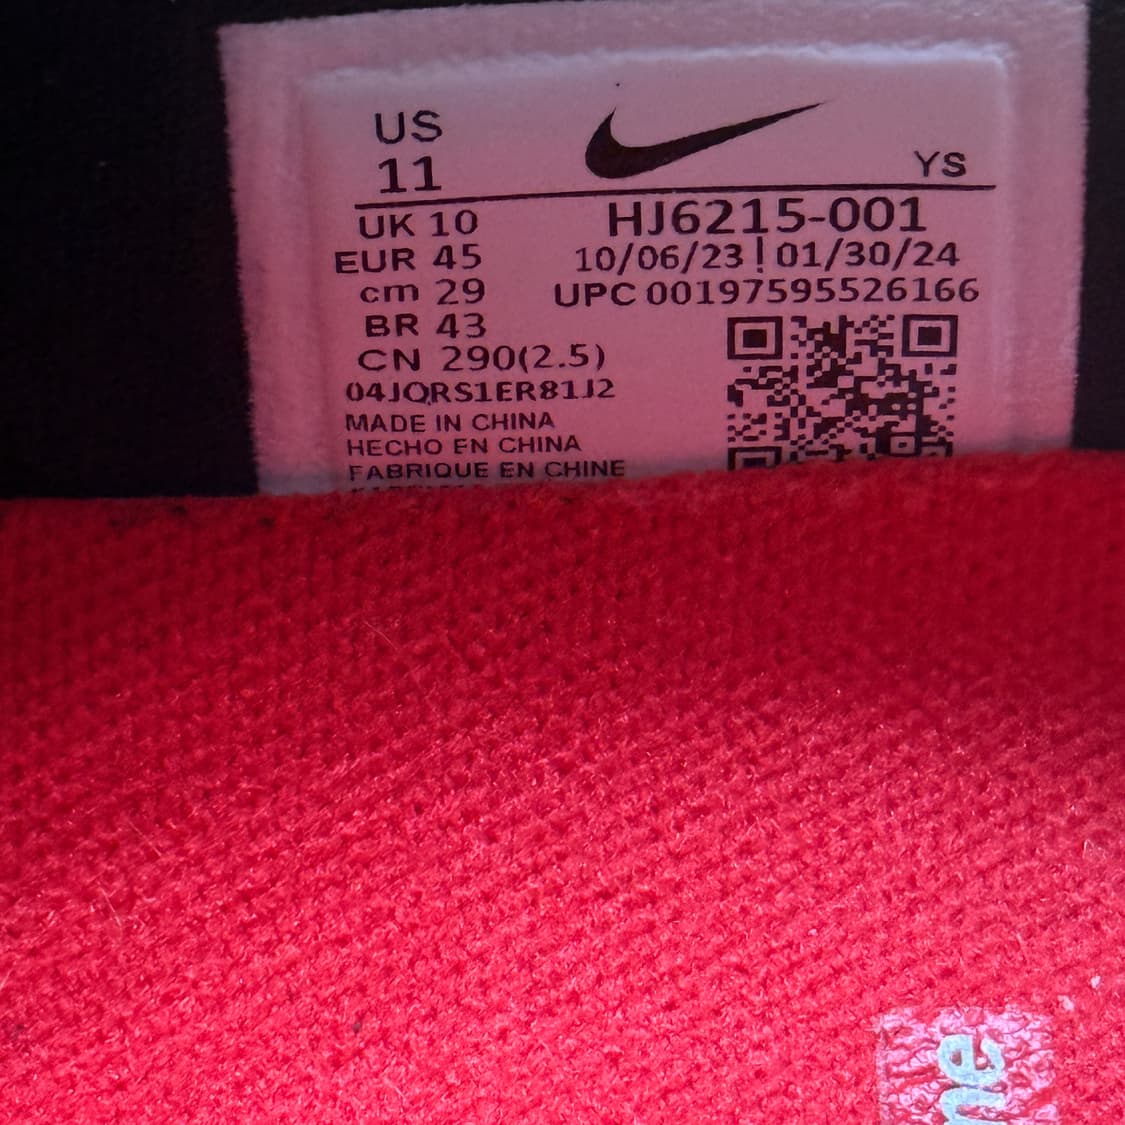 US
11
YS
UK 10
HJ6215-001
EUR 45
10/06/23 | 01/30/24
cm 29
UPC 00197595526166
BR 43
CN 290(2.5)
04JQRS1ER81J2
MADE IN CHINA
HECHO EN CHINA
FABRIQUE EN CHINE
me